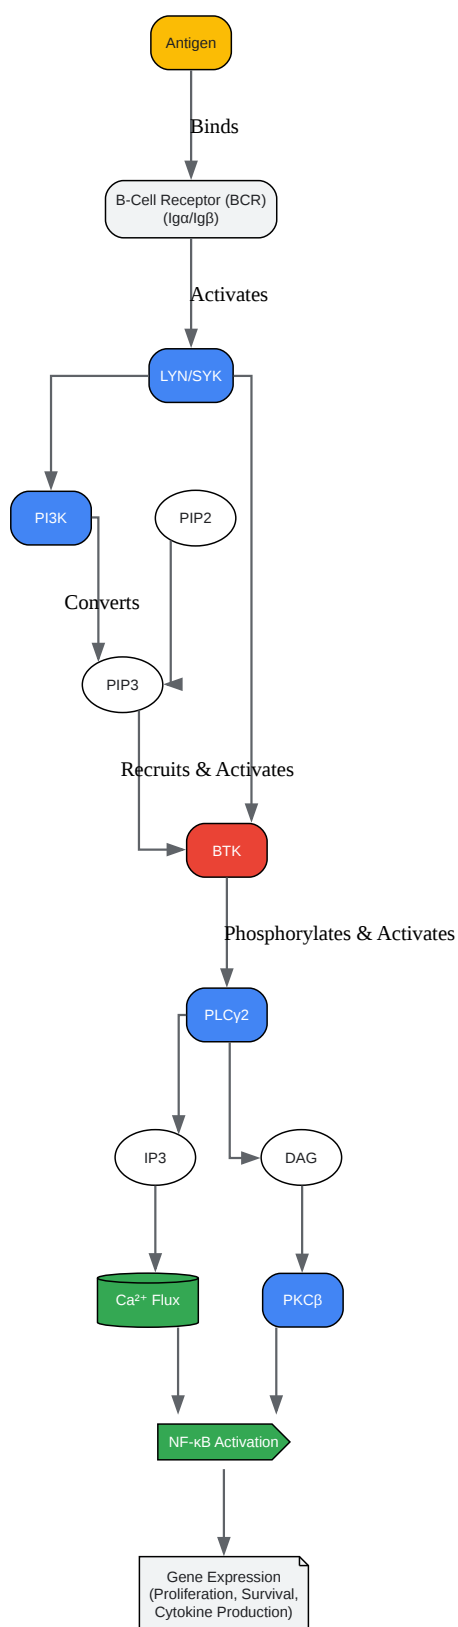 Antigen
Binds
B-Cell Receptor (BCR)
(Igα/Igβ)
Activates
LYN/SYK
PI3K
PIP2
Converts
PIP3
Recruits & Activates
BTK
Phosphorylates & Activates
PLCγ2
IP3
DAG
Ca²⁺ Flux
PKCβ
NF-κB Activation
Gene Expression
(Proliferation, Survival,
Cytokine Production)